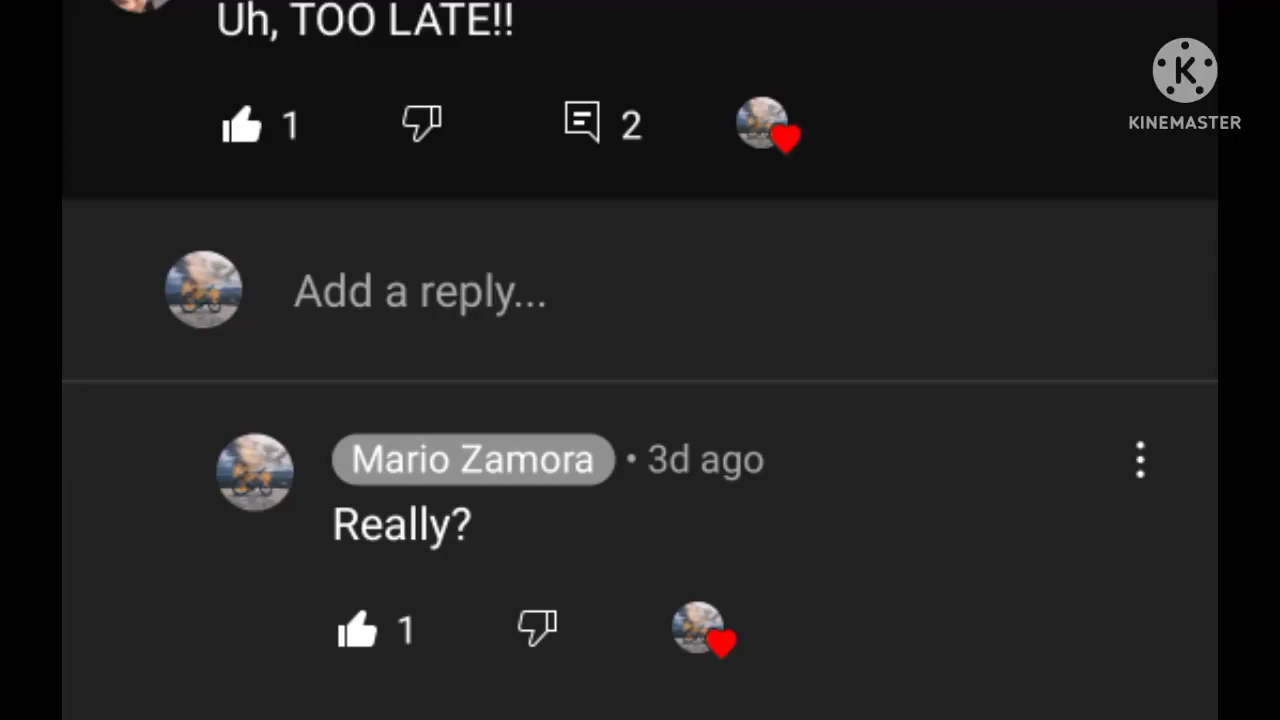 Uh, TOO LATE!!
1
2
K
KINEMASTER
Add a reply...
Mario Zamora • 3d ago
Really?
1